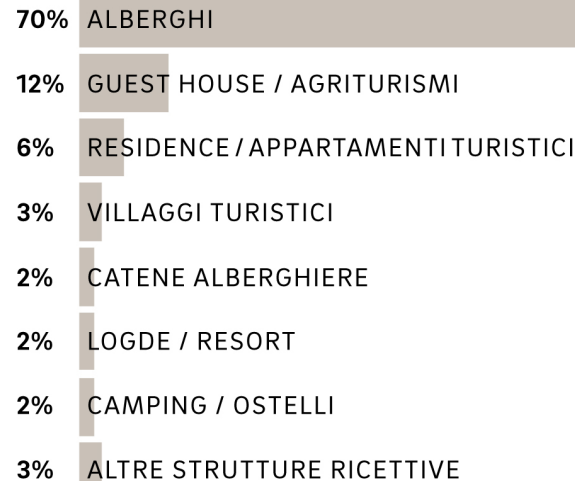 70% ALBERGHI
12% GUEST HOUSE / AGRITURISMI
6% RESIDENCE / APPARTAMENTI TURISTICI
3% VILLAGGI TURISTICI
2% CATENE ALBERGHIERE
2% LOGDE / RESORT
2% CAMPING / OSTELLI
3% ALTRE STRUTTURE RICETTIVE